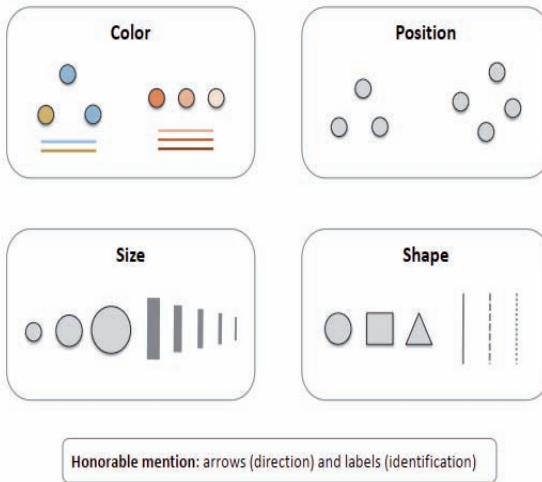 Color
Position
Size
Shape
Honorable mention: arrows (direction) and labels (identification)